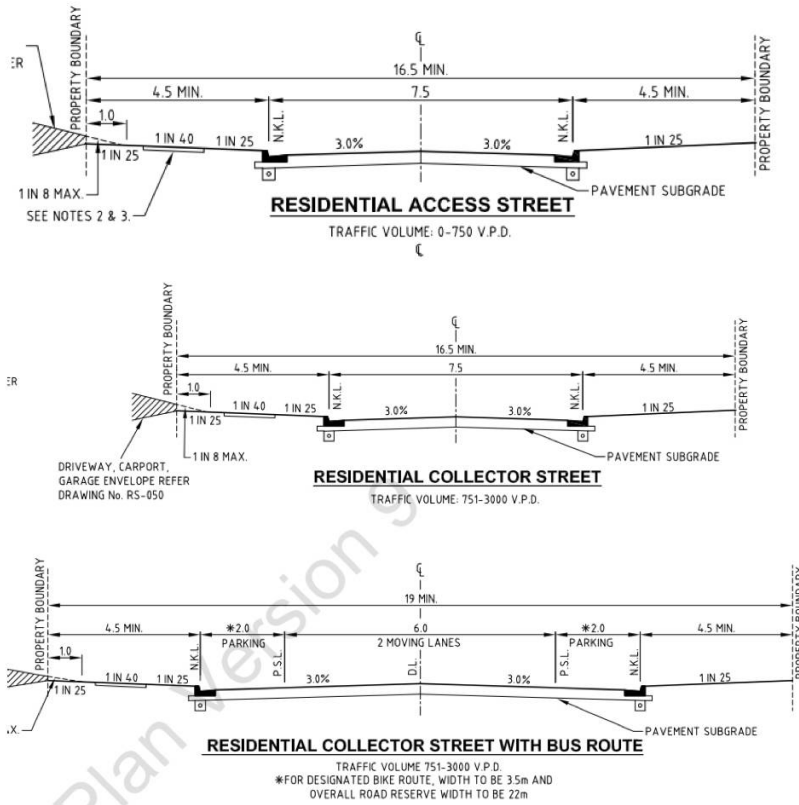 PROPERTY BOUNDARY
℄
PROPERTY BOUNDARY
ER
16.5 MIN.
4.5 MIN.
7.5
4.5 MIN.
1.0
N.K.L.
N.K.L.
1 IN 40
1 IN 25
3.0%
3.0%
1 IN 25
1 IN 25
1 IN 8 MAX.
SEE NOTES 2 & 3.
PAVEMENT SUBGRADE
RESIDENTIAL ACCESS STREET
TRAFFIC VOLUME: 0-750 V.P.D.
℄
PROPERTY BOUNDARY
℄
PROPERTY BOUNDARY
16.5 MIN.
4.5 MIN.
7.5
4.5 MIN.
ER
1.0
N.K.L.
N.K.L.
1 IN 40
1 IN 25
3.0%
3.0%
1 IN 25
1 IN 25
1 IN 8 MAX.
PAVEMENT SUBGRADE
DRIVEWAY, CARPORT,
GARAGE ENVELOPE REFER
DRAWING No. RS-050
RESIDENTIAL COLLECTOR STREET
TRAFFIC VOLUME: 751-3000 V.P.D.
PROPERTY BOUNDARY
℄
PROPERTY BOUNDARY
19 MIN.
4.5 MIN.
*2.0
PARKING
6.0
2 MOVING LANES
*2.0
PARKING
4.5 MIN.
1.0
N.K.L.
P.S.L.
D.L.
P.S.L.
N.K.L.
1 IN 40
1 IN 25
3.0%
3.0%
1 IN 25
1 IN 25
X.
PAVEMENT SUBGRADE
RESIDENTIAL COLLECTOR STREET WITH BUS ROUTE
TRAFFIC VOLUME 751-3000 V.P.D.
*FOR DESIGNATED BIKE ROUTE, WIDTH TO BE 3.5m AND
OVERALL ROAD RESERVE WIDTH TO BE 22m
Plan Version 9